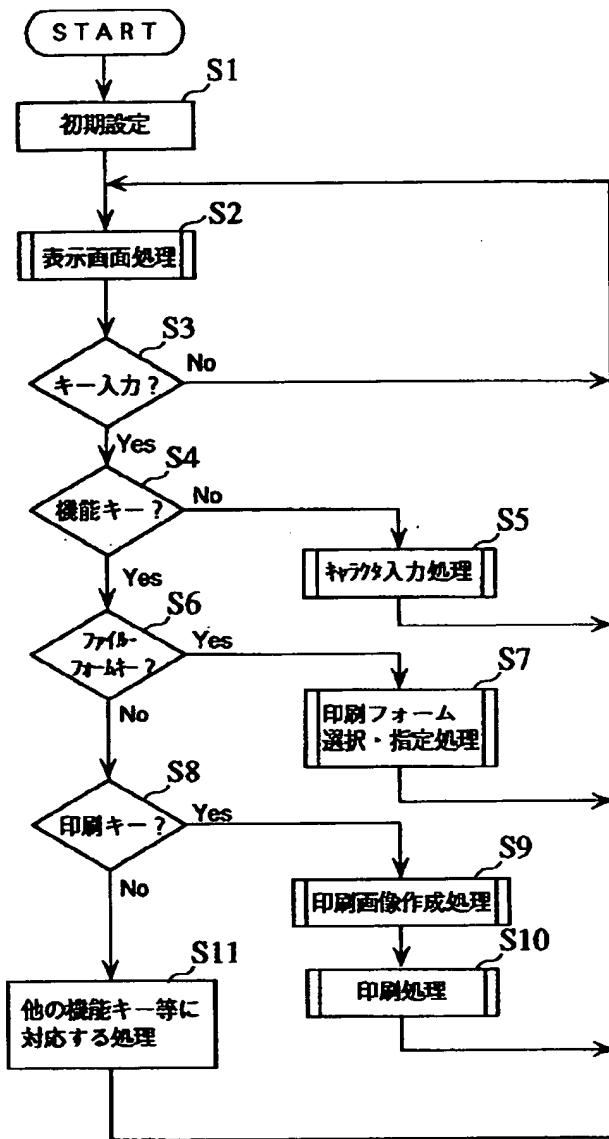 START
S1
初期設定
S2
表示画面処理
S3
キー入力?
No
Yes
S4
機能キー?
No
S5
キャラクタ入力処理
Yes
S6
ファイル・
フォームキー?
Yes
S7
印刷フォーム
選択・指定処理
No
S8
印刷キー?
Yes
S9
印刷画像作成処理
No
S10
印刷処理
S11
他の機能キー等に
対応する処理